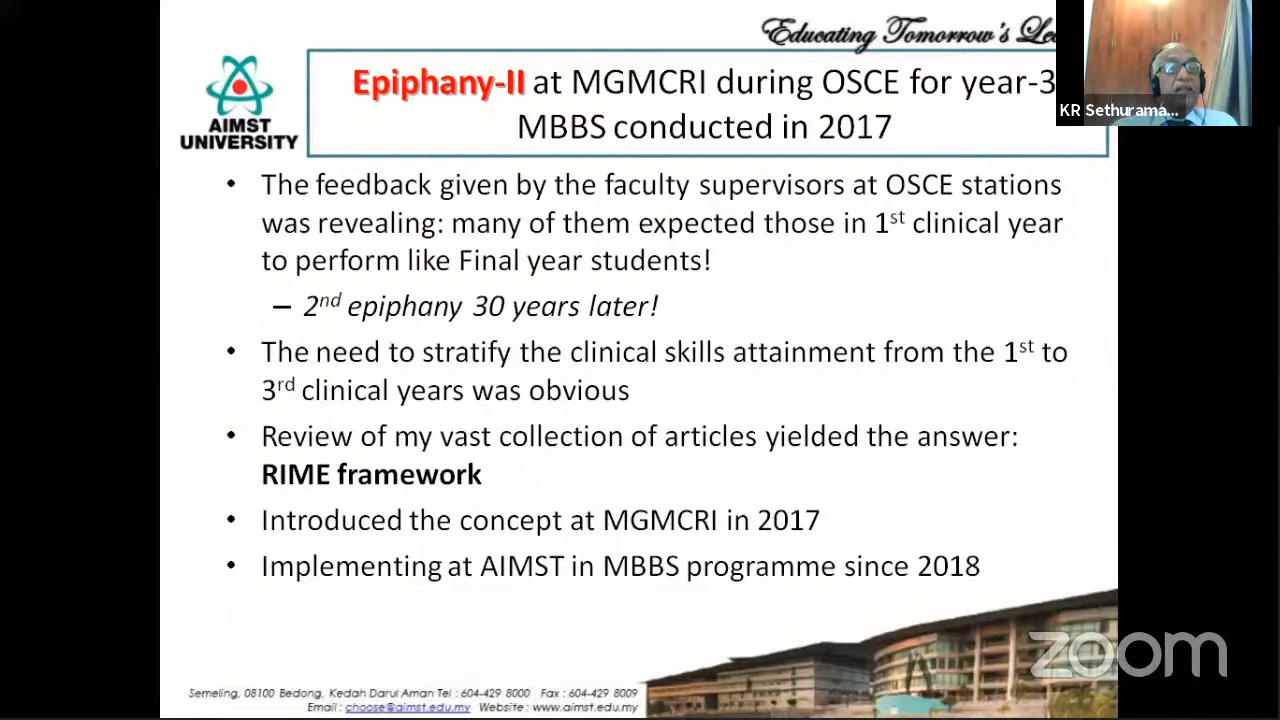 Educating Tomorrow's Le
KR Sethurama...
AIMST
UNIVERSITY
Epiphany-II at MGMCRI during OSCE for year-3
MBBS conducted in 2017
• The feedback given by the faculty supervisors at OSCE stations
was revealing: many of them expected those in 1st clinical year
to perform like Final year students!
– 2nd epiphany 30 years later!
• The need to stratify the clinical skills attainment from the 1st to
3rd clinical years was obvious
• Review of my vast collection of articles yielded the answer:
RIME framework
• Introduced the concept at MGMCRI in 2017
• Implementing at AIMST in MBBS programme since 2018
zoom
Semeling, 08100 Bedong, Kedah Darul Aman Tel : 604-429 8000 Fax : 604-429 8009
Email : choose@aimst.edu.my Website : www.aimst.edu.my